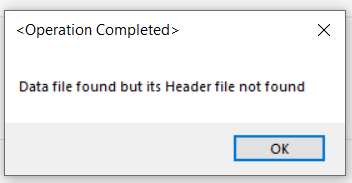 <Operation Completed>
Data file found but its Header file not found
OK